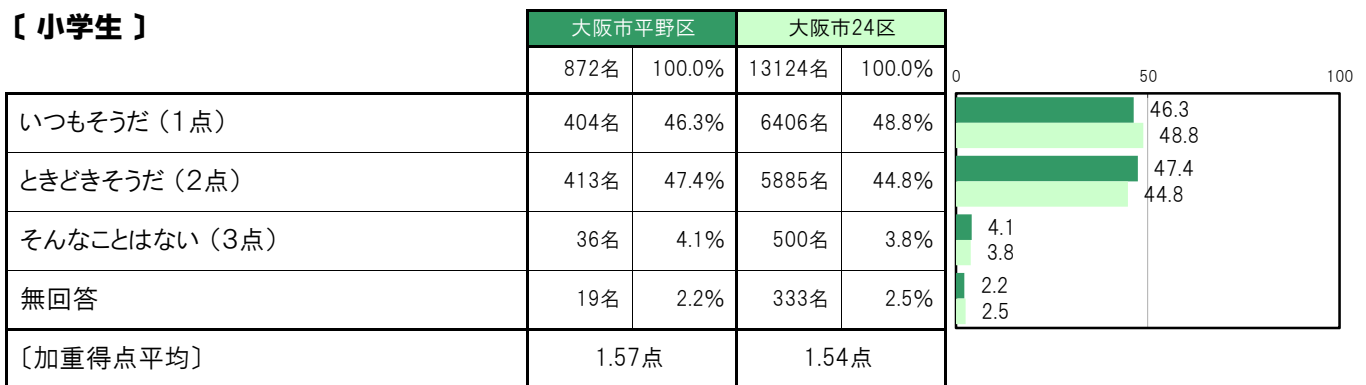 〔 小学生 〕
大阪市平野区 大阪市24区
872名 100.0% 13124名 100.0%
0 50 100
いつもそうだ（１点） 404名 46.3% 6406名 48.8%
46.3
48.8
ときどきそうだ（２点） 413名 47.4% 5885名 44.8%
47.4
44.8
そんなことはない（３点） 36名 4.1% 500名 3.8%
4.1
3.8
無回答 19名 2.2% 333名 2.5%
2.2
2.5
〔加重得点平均〕 1.57点 1.54点